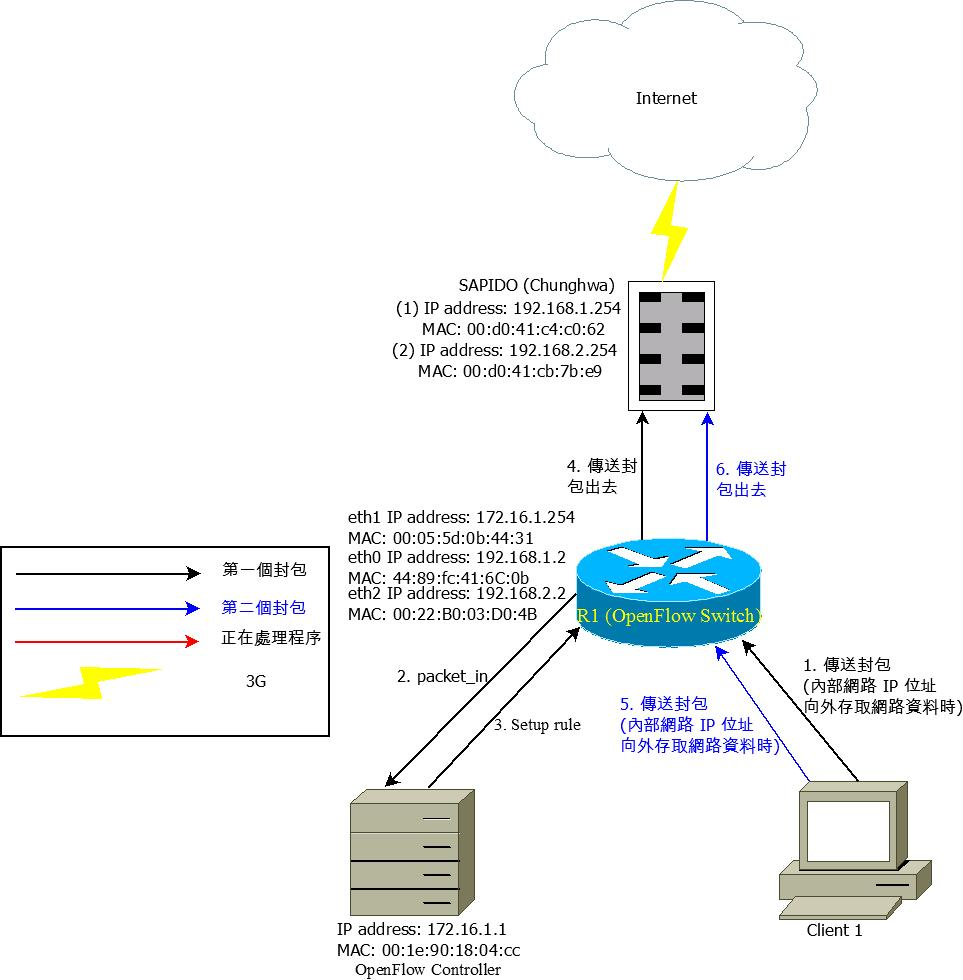 Internet
SAPIDO (Chunghwa)
(1) IP address: 192.168.1.254
MAC: 00:d0:41:c4:c0:62
(2) IP address: 192.168.2.254
MAC: 00:d0:41:cb:7b:e9
4. 傳送封
包出去
6. 傳送封
包出去
eth1 IP address: 172.16.1.254
MAC: 00:05:5d:0b:44:31
eth0 IP address: 192.168.1.2
MAC: 44:89:fc:41:6C:0b
eth2 IP address: 192.168.2.2
MAC: 00:22:B0:03:D0:4B
R1 (OpenFlow Switch)
第一個封包
第二個封包
正在處理程序
3G
2. packet_in
3. Setup rule
1. 傳送封包
(內部網路 IP 位址
向外存取網路資料時)
5. 傳送封包
(內部網路 IP 位址
向外存取網路資料時)
IP address: 172.16.1.1
MAC: 00:1e:90:18:04:cc
OpenFlow Controller
Client 1